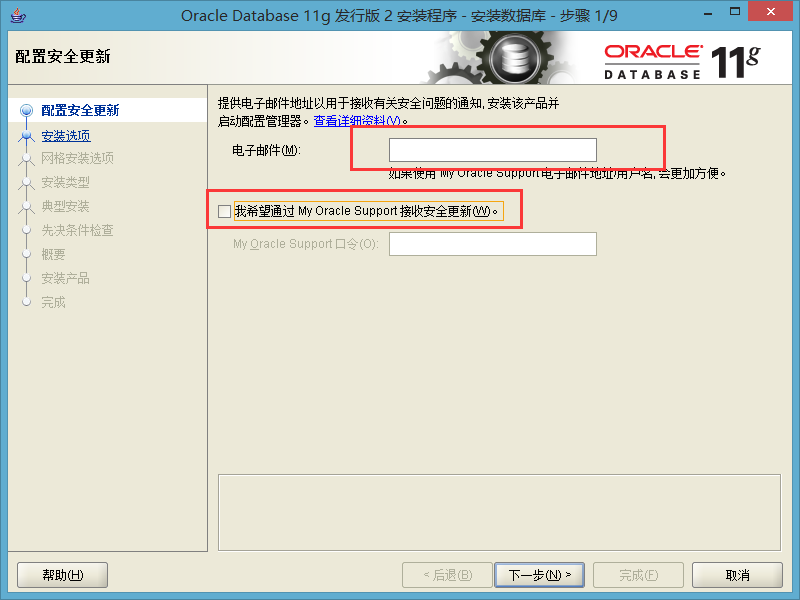 Oracle Database 11g 发行版 2 安装程序 - 安装数据库 - 步骤 1/9
配置安全更新
ORACLE
DATABASE 11g
配置安全更新
安装选项
网格安装选项
安装类型
典型安装
先决条件检查
概要
安装产品
完成
提供电子邮件地址以用于接收有关安全问题的通知, 安装该产品并
启动配置管理器。查看详细资料(V)。
电子邮件(M):
如果使用 My Oracle Support 电子邮件地址/用户名, 会更加方便。
我希望通过 My Oracle Support 接收安全更新(W)。
My Oracle Support 口令(O):
帮助(H)
< 后退(B)
下一步(N) >
完成(F)
取消